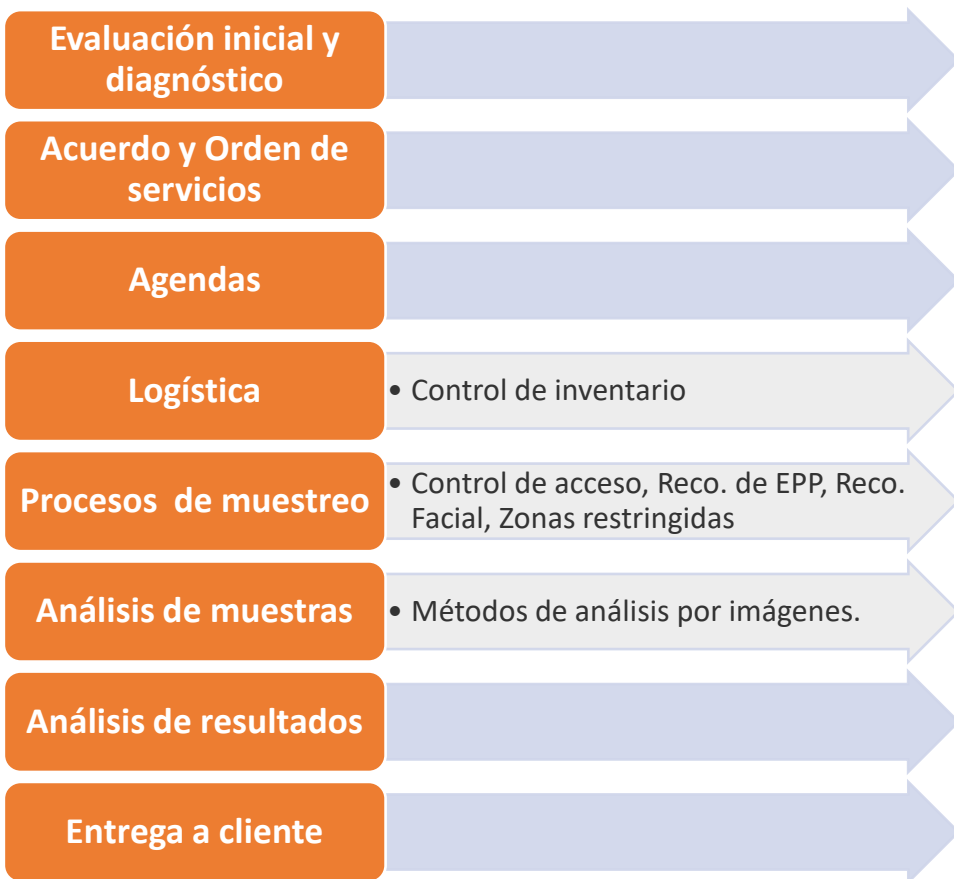 Evaluación inicial y
diagnóstico
Acuerdo y Orden de
servicios
Agendas
Logística
• Control de inventario
Procesos  de muestreo
• Control de acceso, Reco. de EPP, Reco.
Facial, Zonas restringidas
Análisis de muestras
• Métodos de análisis por imágenes.
Análisis de resultados
Entrega a cliente